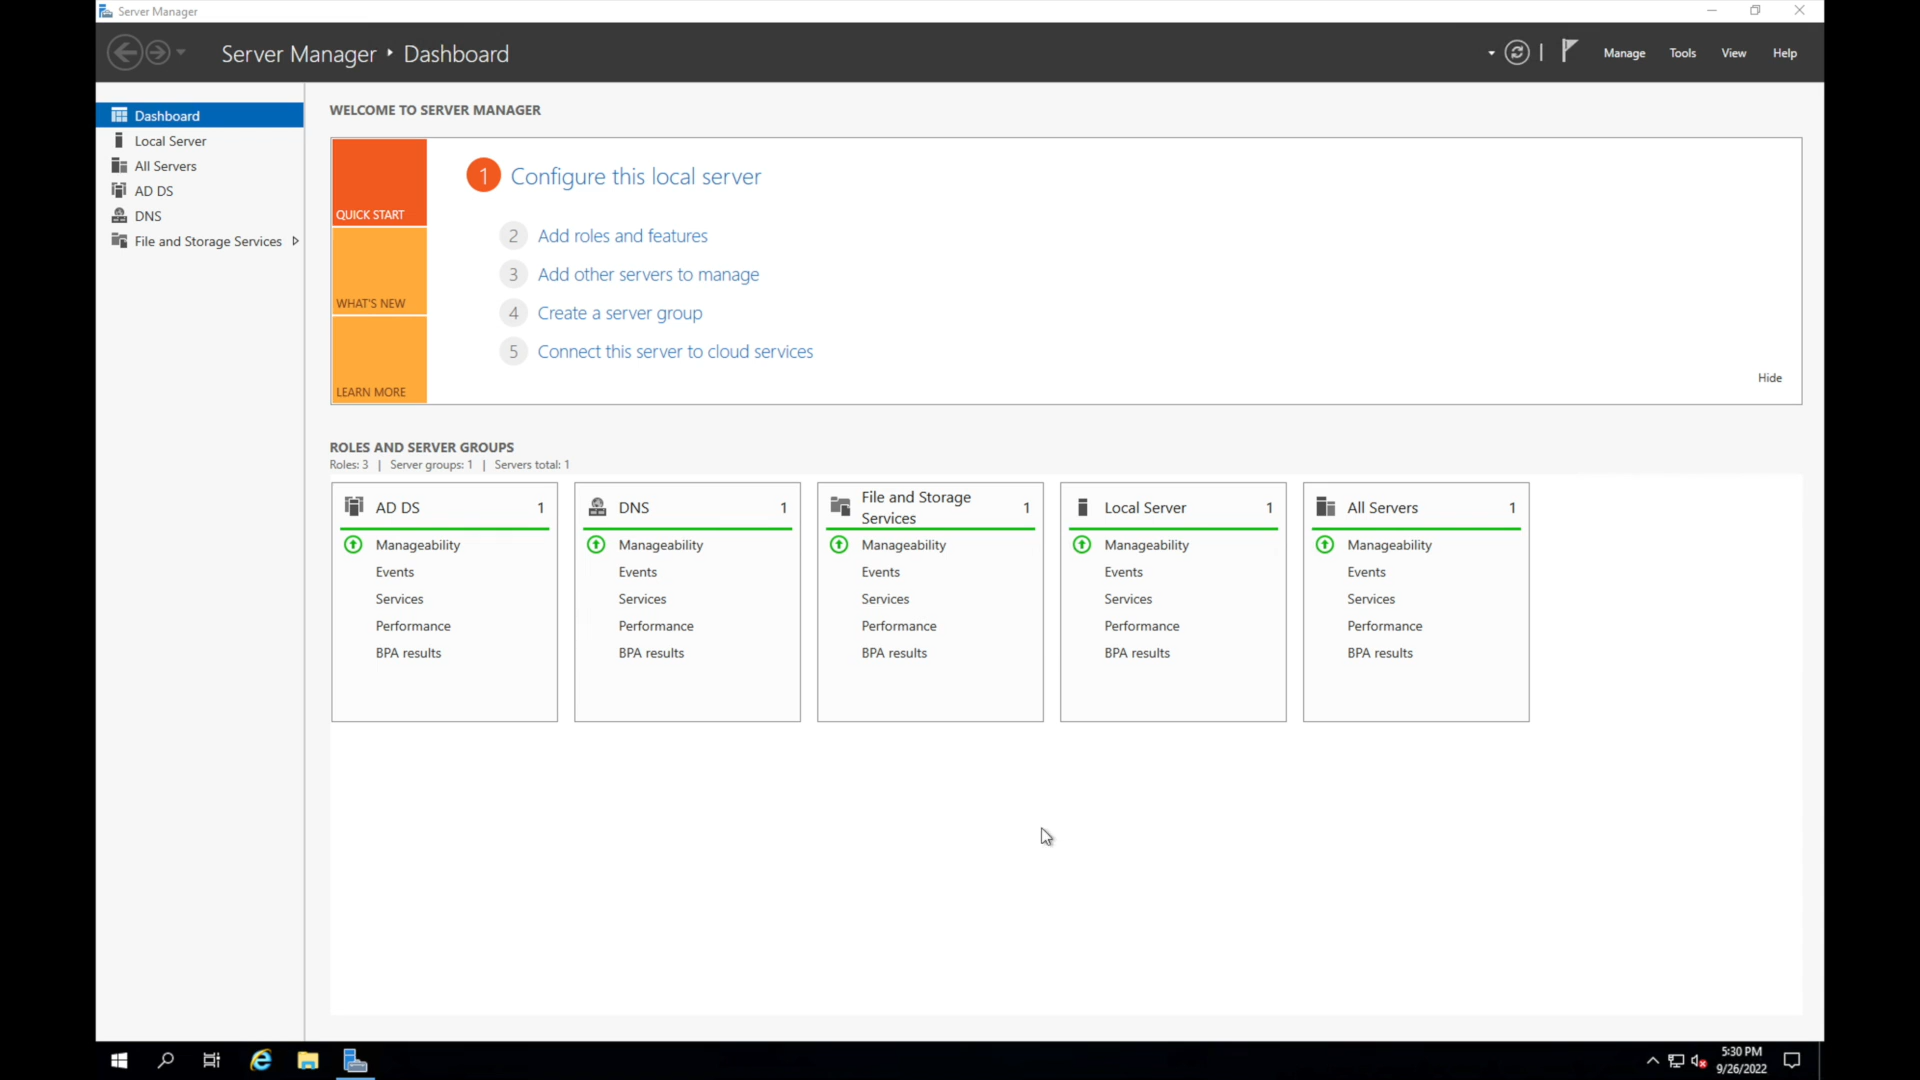 Server Manager
Server Manager ‣ Dashboard
Manage Tools View Help
Dashboard
Local Server
All Servers
AD DS
DNS
File and Storage Services
WELCOME TO SERVER MANAGER
QUICK START
WHAT'S NEW
LEARN MORE
1 Configure this local server
2 Add roles and features
3 Add other servers to manage
4 Create a server group
5 Connect this server to cloud services
Hide
ROLES AND SERVER GROUPS
Roles: 3 | Server groups: 1 | Servers total: 1
AD DS 1
Manageability
Events
Services
Performance
BPA results
DNS 1
Manageability
Events
Services
Performance
BPA results
File and Storage
Services 1
Manageability
Events
Services
Performance
BPA results
Local Server 1
Manageability
Events
Services
Performance
BPA results
All Servers 1
Manageability
Events
Services
Performance
BPA results
5:30 PM
9/26/2022